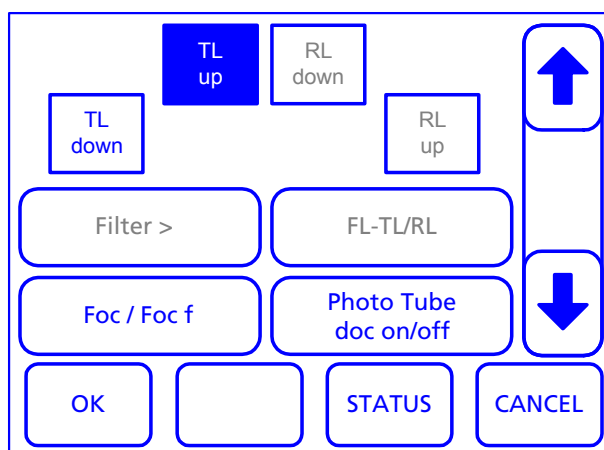 TL
up
RL
down
TL
down
RL
up
Filter >
FL-TL/RL
Foc / Foc f
Photo Tube
doc on/off
OK
STATUS
CANCEL